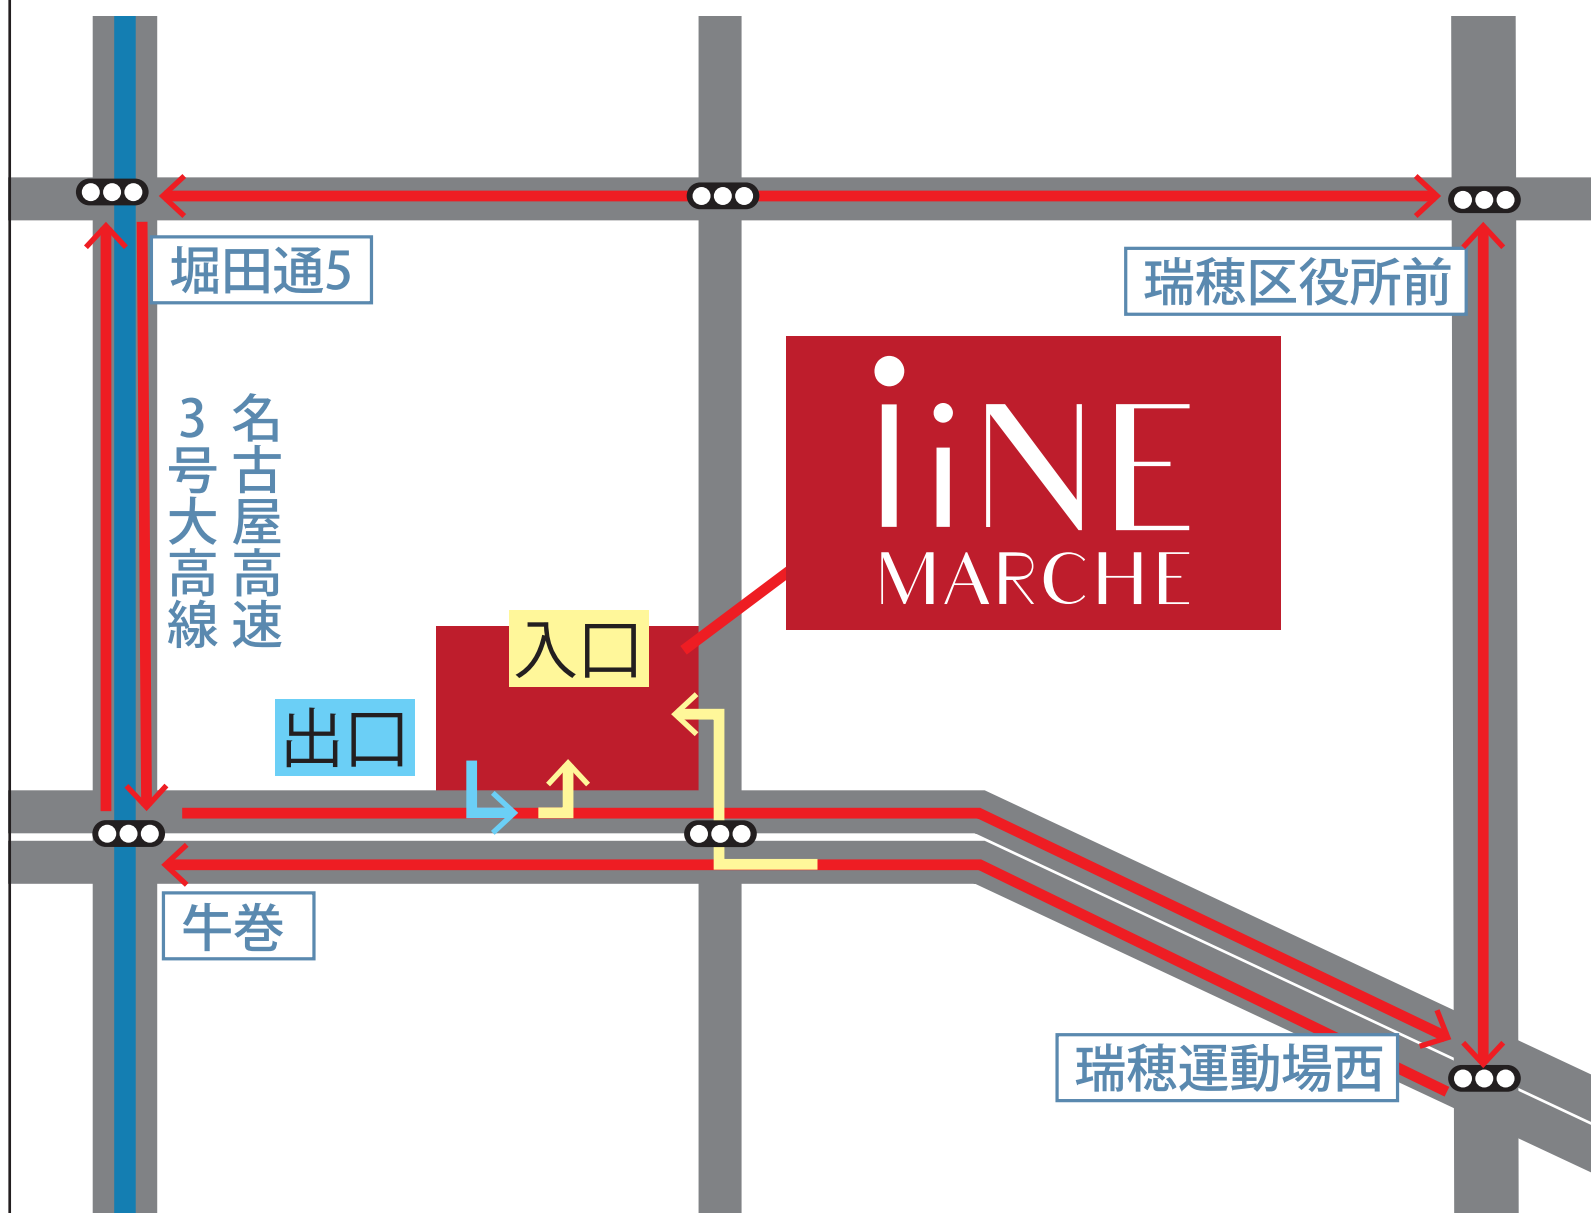 堀田通5
瑞穂区役所前
iiNE
MARCHE
名古屋高速
3号大高線
入口
出口
牛巻
瑞穂運動場西